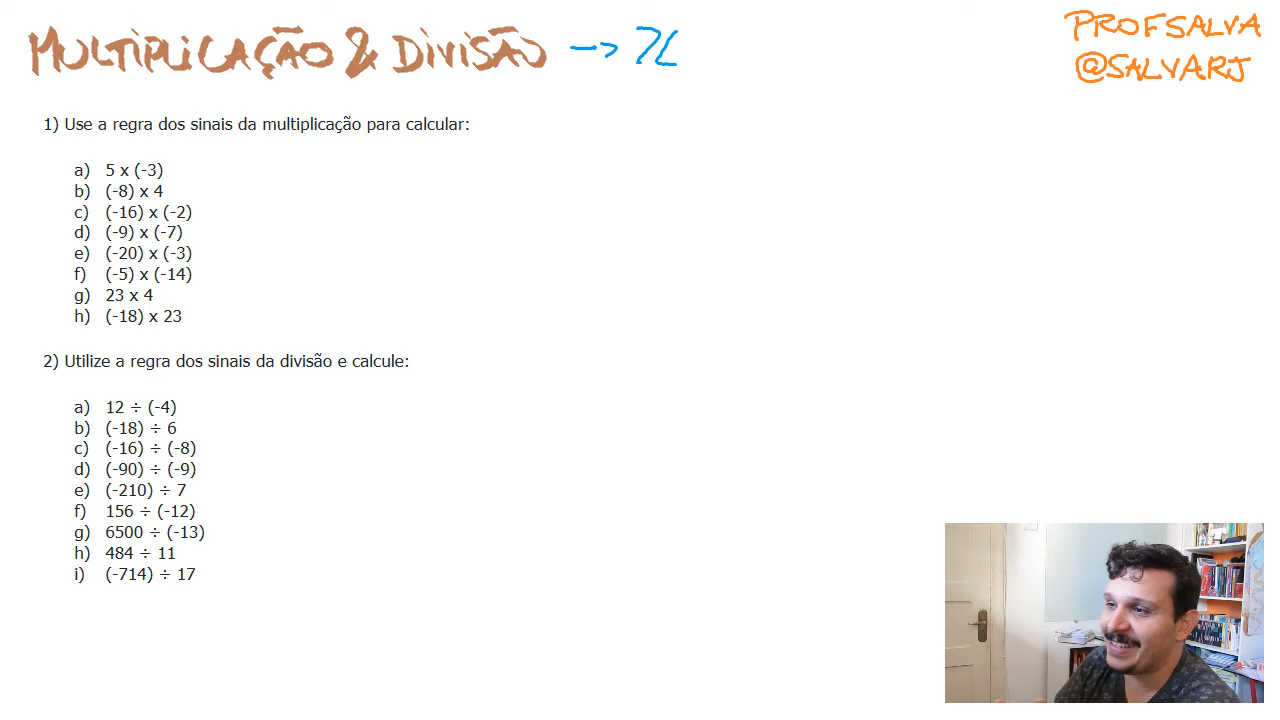 MULTIPLICAÇÃO & DIVISÃO → ℤ
PROFSALVA
@SALVARJ
1) Use a regra dos sinais da multiplicação para calcular:
a) 5 x (-3)
b) (-8) x 4
c) (-16) x (-2)
d) (-9) x (-7)
e) (-20) x (-3)
f) (-5) x (-14)
g) 23 x 4
h) (-18) x 23
2) Utilize a regra dos sinais da divisão e calcule:
a) 12 ÷ (-4)
b) (-18) ÷ 6
c) (-16) ÷ (-8)
d) (-90) ÷ (-9)
e) (-210) ÷ 7
f) 156 ÷ (-12)
g) 6500 ÷ (-13)
h) 484 ÷ 11
i) (-714) ÷ 17